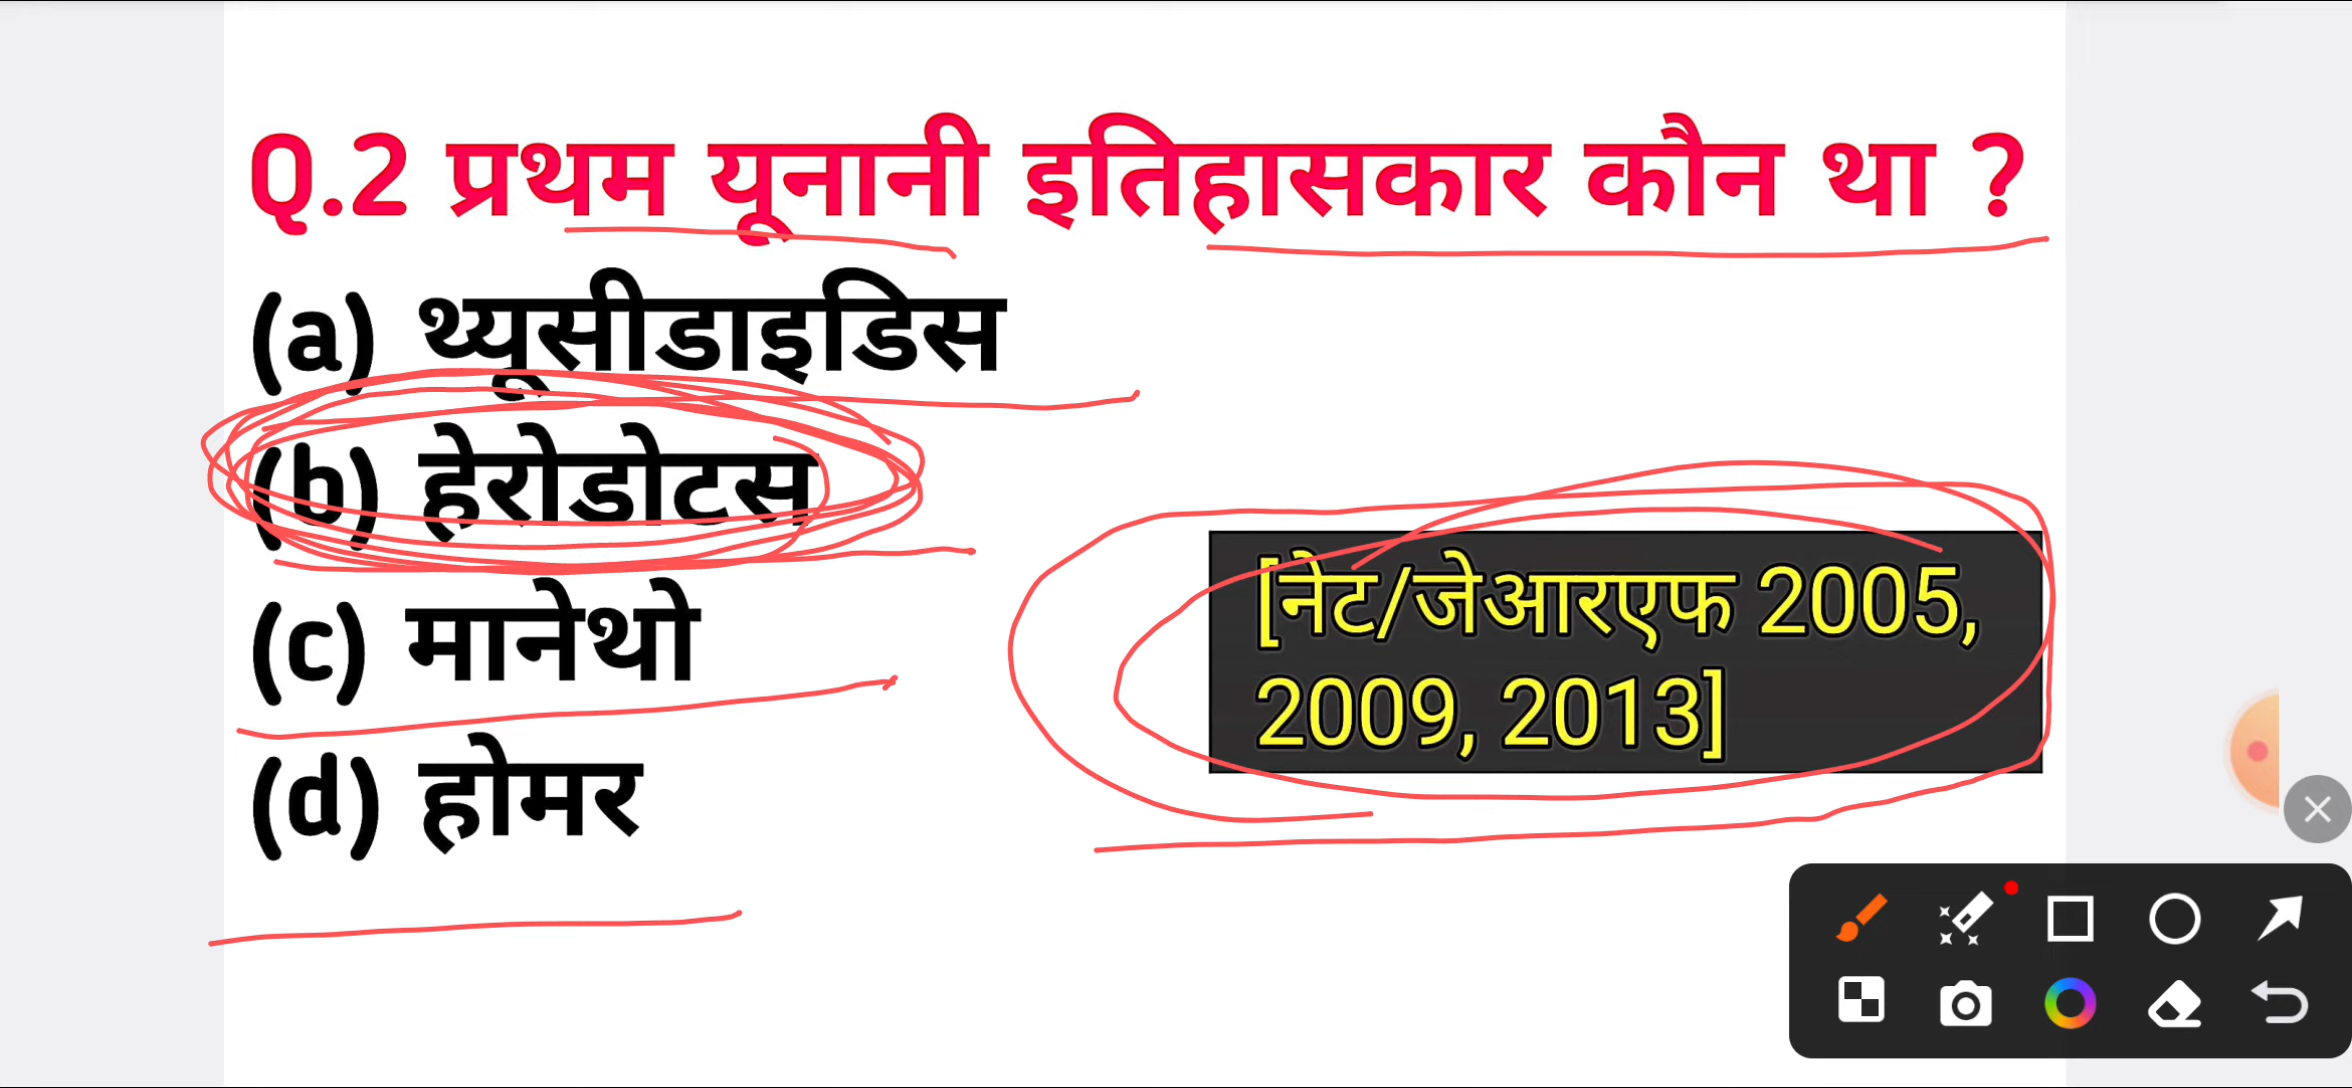 Q.2 प्रथम यूनानी इतिहासकार कौन था ?
(a) थ्यूसीडाइडिस
(b) हेरोडोटस
(c) मानेथो
(d) होमर
[नेट/जेआरएफ 2005,
2009, 2013]